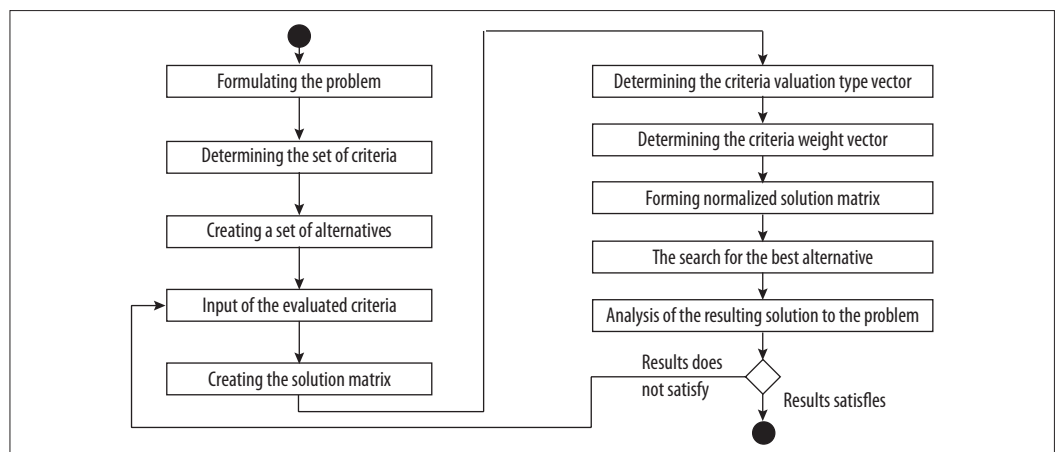 Formulating the problem
Determining the set of criteria
Creating a set of alternatives
Input of the evaluated criteria
Creating the solution matrix
Determining the criteria valuation type vector
Determining the criteria weight vector
Forming normalized solution matrix
The search for the best alternative
Analysis of the resulting solution to the problem
Results does
not satisfy
Results satisfles